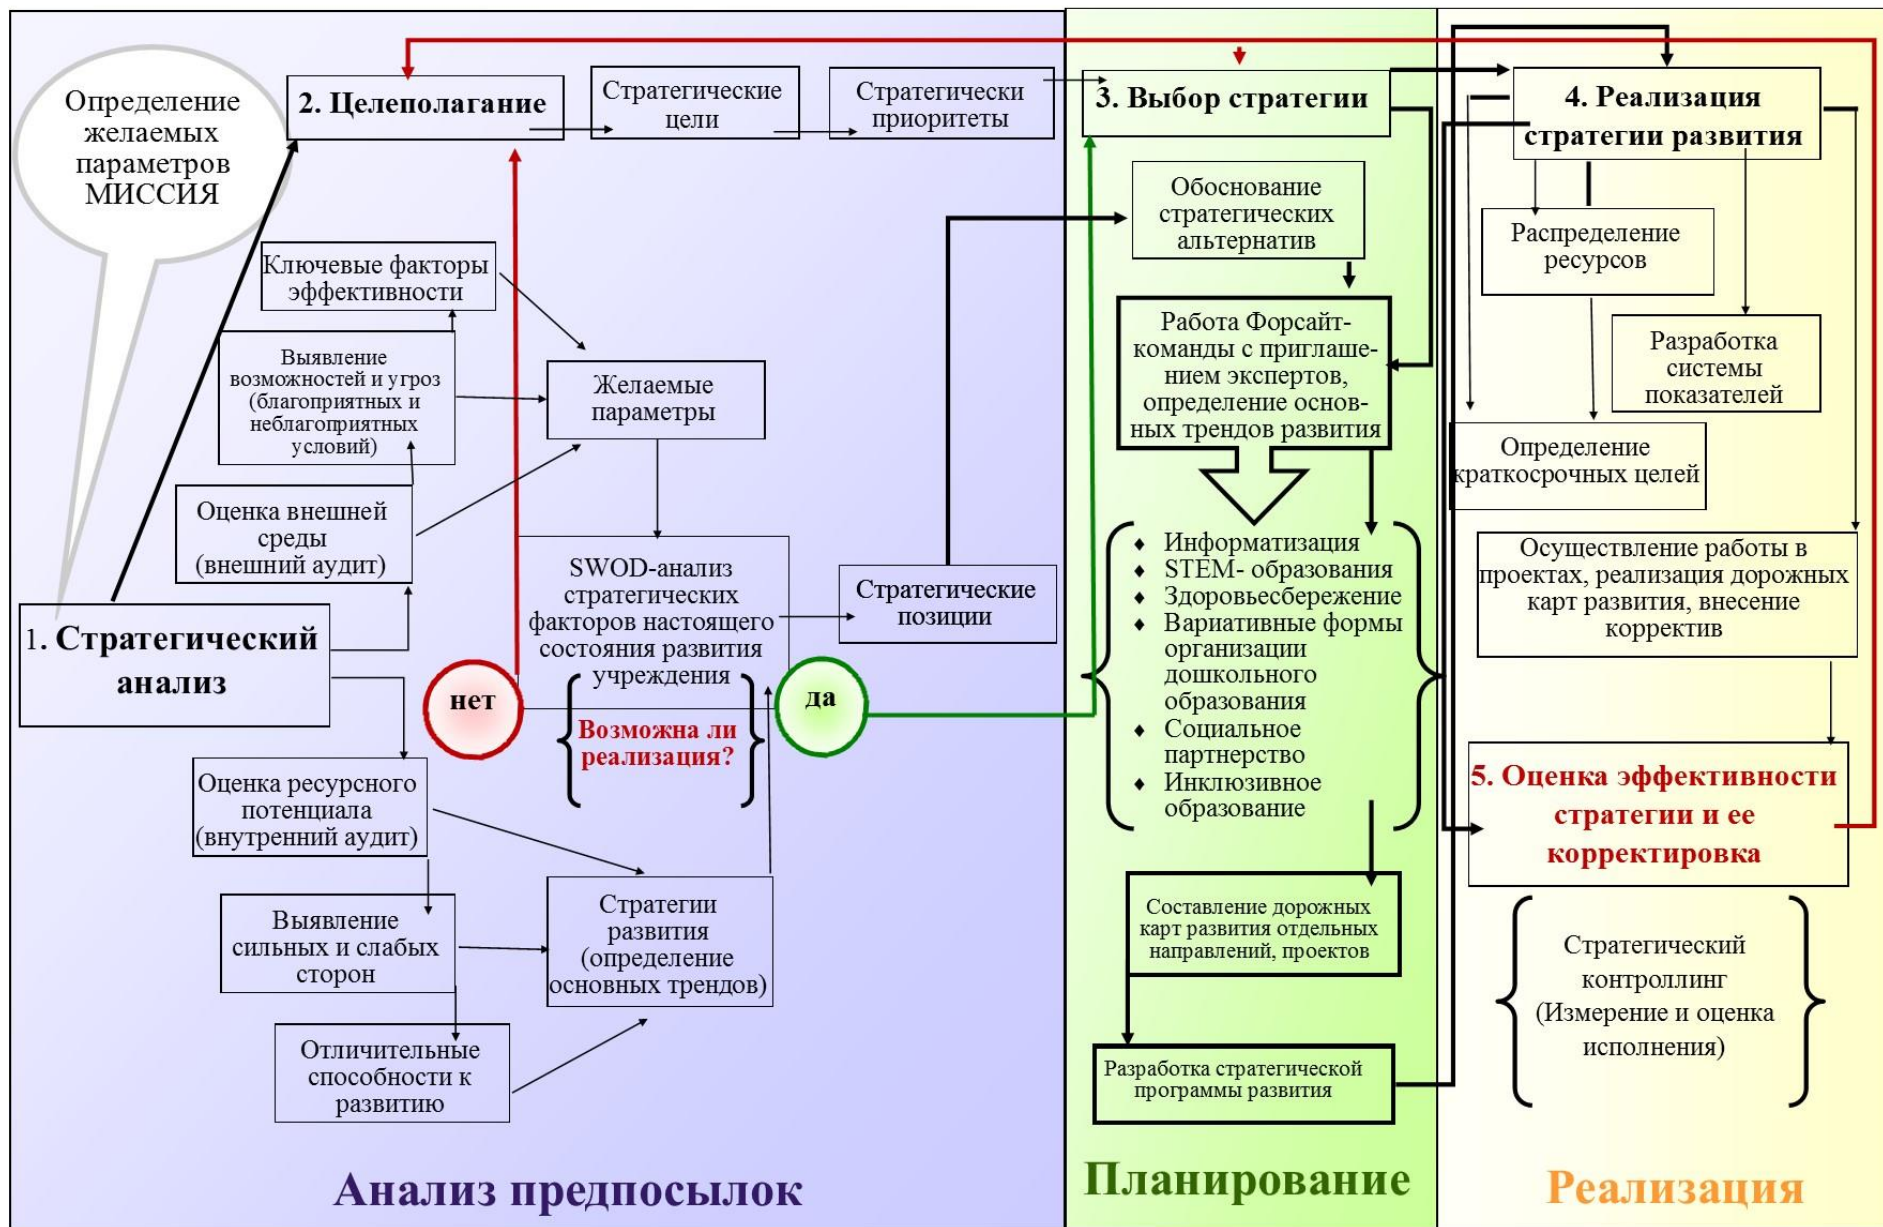 Определение
желаемых
параметров
МИССИЯ
2. Целеполагание
Стратегические
цели
Стратегически
приоритеты
Ключевые факторы
эффективности
Выявление
возможностей и угроз
(благоприятных и
неблагоприятных
условий)
Желаемые
параметры
Оценка внешней
среды
(внешний аудит)
1. Стратегический
анализ
SWOD-анализ
стратегических
факторов настоящего
состояния развития
учреждения
Стратегические
позиции
нет
Возможна ли
реализация?
да
Оценка ресурсного
потенциала
(внутренний аудит)
Выявление
сильных и слабых
сторон
Стратегии
развития
(определение
основных трендов)
Отличительные
способности к
развитию
Анализ предпосылок
3. Выбор стратегии
Обоснование
стратегических
альтернатив
Работа Форсайт-
команды с приглаше-
нием экспертов,
определение основ-
ных трендов развития
♦ Информатизация
♦ STEM- образования
♦ Здоровьесбережение
♦ Вариативные формы
организации
дошкольного
образования
♦ Социальное
партнерство
♦ Инклюзивное
образование
Составление дорожных
карт развития отдельных
направлений, проектов
Разработка стратегической
программы развития
Планирование
4. Реализация
стратегии развития
Распределение
ресурсов
Разработка
системы
показателей
Определение
краткосрочных целей
Осуществление работы в
проектах, реализация дорожных
карт развития, внесение
корректив
5. Оценка эффективности
стратегии и ее
корректировка
Стратегический
контроллинг
(Измерение и оценка
исполнения)
Реализация